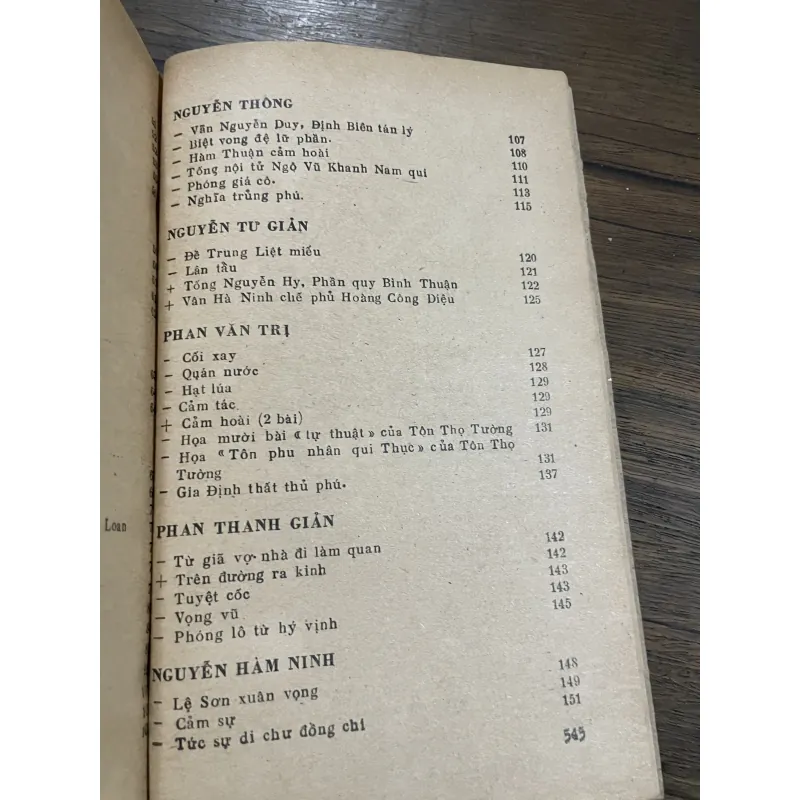 NGUYỄN THÔNG
- Vãn Nguyễn Duy, Định Biên tán lý 107
- Biệt vong đệ lữ phần. 108
- Hàm Thuận cảm hoài 110
- Tống nội tử Ngô Vũ Khanh Nam qui 111
- Phóng giá cô. 113
- Nghĩa trủng phú. 115
NGUYỄN TƯ GIẢN
- Đề Trung Liệt miếu 120
- Lân tầu 121
+ Tống Nguyễn Hy, Phần quy Bình Thuận 122
+ Văn Hà Ninh chế phủ Hoàng Công Diệu 125
PHAN VĂN TRỊ
- Cối xay 127
- Quán nước 128
- Hạt lúa 129
- Cảm tác 129
+ Cảm hoài (2 bài) 129
- Họa mười bài «tự thuật» của Tôn Thọ Tường 131
- Họa «Tôn phu nhân qui Thục» của Tôn Thọ
Tường 131
- Gia Định thất thủ phú. 137
PHAN THANH GIẢN
- Từ giã vợ nhà đi làm quan 142
+ Trên đường ra kinh 142
- Tuyệt cốc 143
- Vọng vũ 143
- Phóng lô từ hý vịnh 145
NGUYỄN HÀM NINH
- Lệ Sơn xuân vọng 148
- Cảm sự 149
- Tức sự di chư đồng chí 151
545
Loan